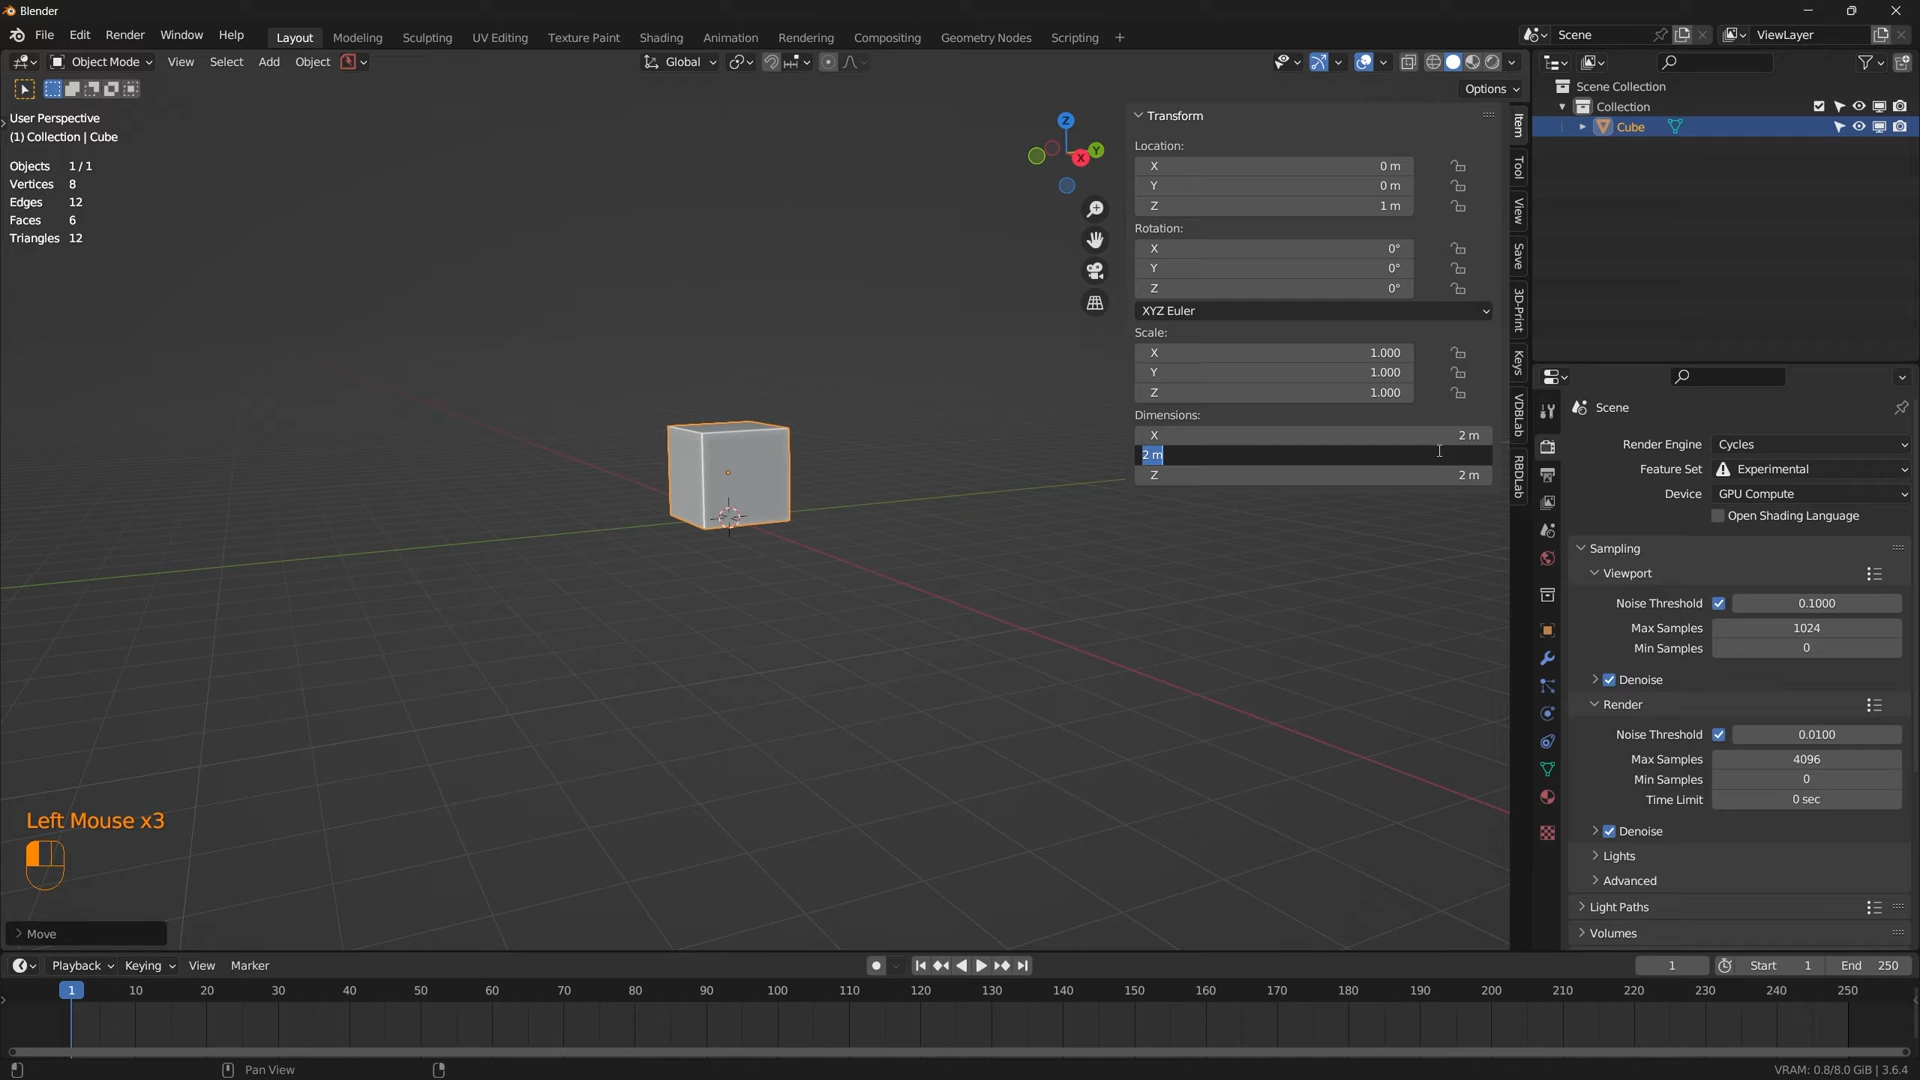 Blender
File Edit Render Window Help Layout Modeling Sculpting UV Editing Texture Paint Shading Animation Rendering Compositing Geometry Nodes Scripting + Scene ViewLayer
Object Mode View Select Add Object Global
Options
User Perspective
(1) Collection | Cube
Objects 1/1
Vertices 8
Edges 12
Faces 6
Triangles 12
Z
Y
X
Transform
Location:
X 0 m
Y 0 m
Z 1 m
Rotation:
X 0°
Y 0°
Z 0°
XYZ Euler
Scale:
X 1.000
Y 1.000
Z 1.000
Dimensions:
X 2 m
2 m
Z 2 m
Item
Tool
View
Save
3D-Print
Keys
VDBLab
RBDLab
Scene Collection
Collection
Cube
Scene
Render Engine Cycles
Feature Set Experimental
Device GPU Compute
Open Shading Language
Sampling
Viewport
Noise Threshold 0.1000
Max Samples 1024
Min Samples 0
Denoise
Render
Noise Threshold 0.0100
Max Samples 4096
Min Samples 0
Time Limit 0 sec
Denoise
Lights
Advanced
Light Paths
Volumes
Left Mouse x3
Move
Playback Keying View Marker 1 Start 1 End 250
1 10 20 30 40 50 60 70 80 90 100 110 120 130 140 150 160 170 180 190 200 210 220 230 240 250
Pan View VRAM: 0.8/8.0 GiB | 3.6.4